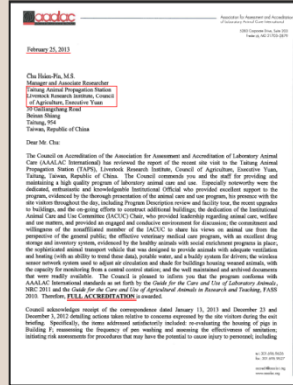 aaalac
Association for Assessment and Accreditation
of Laboratory Animal Care International
February 25, 2013
Chu Hsien-Pin, M.S.
Manager and Associate Researcher
Taitung Animal Propagation Station
Livestock Research Institute, Council
of Agriculture, Executive Yuan
30 Gulliangchung Road
Beinan Shiang
Taitung, 954
Taiwan, Republic of China
Dear Mr. Chu:
The Council on Accreditation of the Association for Assessment and Accreditation of Laboratory Animal
Care (AAALAC International) has reviewed the report of the recent site visit to the Taitung Animal
Propagation Station (TAPS), Livestock Research Institute, Council of Agriculture, Executive Yuan,
Taitung, Taiwan, Republic of China. The Council commends you and the staff for providing and
maintaining a high quality program of laboratory animal care and use. Especially noteworthy were the
dedicated, enthusiastic and knowledgeable Institutional Official who provided excellent support to the
program, evidenced by the thorough presentation of the animal care and use program, his presence with the
site visitors throughout the day, including Program Description review and facility tour, the recent upgrades
to buildings, and the on-going efforts to construct additional buildings; the dedication of the Institutional
Animal Care and Use Committee (IACUC) Chair, who provided leadership regarding animal care, welfare
and use matters, and provided an engaged and conducive environment for discussion; the commitment and
willingness of the nonaffiliated member of the IACUC to share his views on animal use from the
perspective of the general public; the effective veterinary medical care program, with an excellent drug
storage and inventory system, evidenced by the healthy animals with social enrichment programs in place;
the sophisticated animal transport vehicle that was designed to provide animals with adequate ventilation
and heating (with an ability to trend these data), potable water, and a buddy system for drivers; the wireless
sensor network system used to adjust air circulation and shade for buildings housing weaned animals, with
the capacity for monitoring from a central control station; and the well maintained and archived documents
that were readily available. The Council is pleased to inform you that the program conforms with
AAALAC International standards as set forth by the Guide for the Care and Use of Laboratory Animals,
NRC 2011 and the Guide for the Care and Use of Agricultural Animals in Research and Teaching, FASS
2010. Therefore, FULL ACCREDITATION is awarded.
Council acknowledges receipt of the correspondence dated January 13, 2013 and December 23 and
December 3, 2012 detailing actions taken relative to concerns expressed by the site visitors during the exit
briefing. Specifically, the items addressed satisfactorily included: re-evaluating the housing of pigs in
Building F; reassessing the frequency of pen washing and assessing the effectiveness of sanitation;
initiating risk assessments for procedures that may have the potential to cause injury to personnel, including